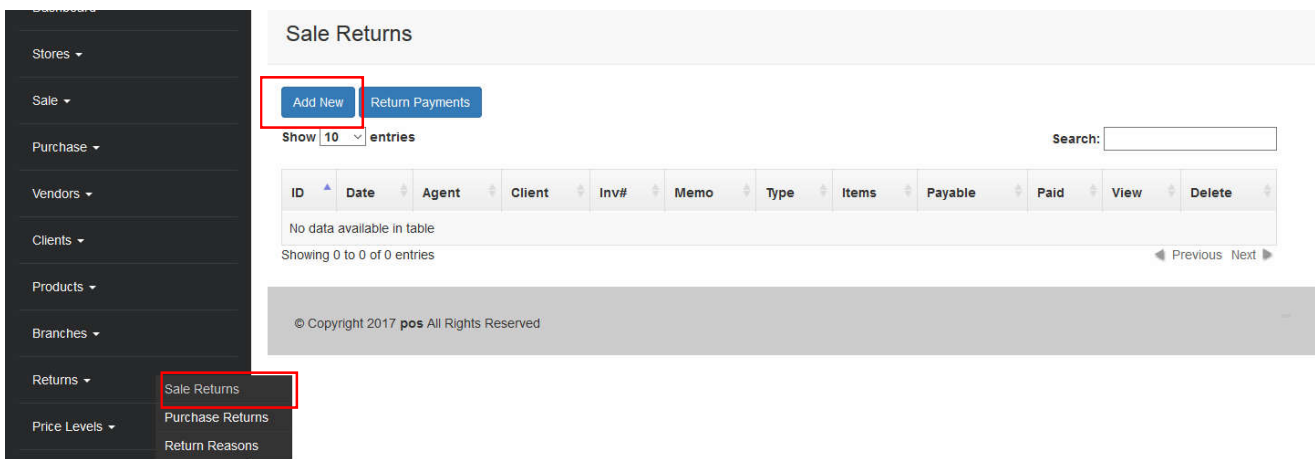 Dashboard
Stores
Sale
Purchase
Vendors
Clients
Products
Branches
Returns
Price Levels
Sale Returns
Purchase Returns
Return Reasons
Sale Returns
Add New Return Payments
Show 10 entries
Search:
ID Date Agent Client Inv# Memo Type Items Payable Paid View Delete
No data available in table
Showing 0 to 0 of 0 entries
Previous Next
© Copyright 2017 pos All Rights Reserved